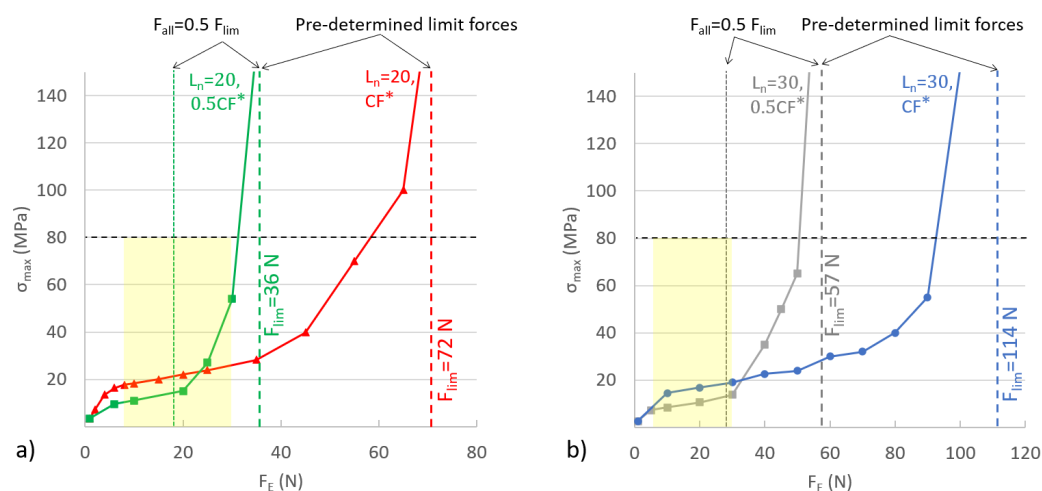 F_all=0.5 F_lim
Pre-determined limit forces
140
120
100
80
60
40
20
σ_max (MPa)
L_n=20,
0.5CF*
L_n=20,
CF*
F_lim=36 N
F_lim=72 N
0
20
40
60
80
F_E (N)
a)
F_all=0.5 F_lim
Pre-determined limit forces
140
120
100
80
60
40
20
σ_max (MPa)
L_n=30,
0.5CF*
L_n=30,
CF*
F_lim=57 N
F_lim=114 N
0
20
40
60
80
100
120
F_F (N)
b)